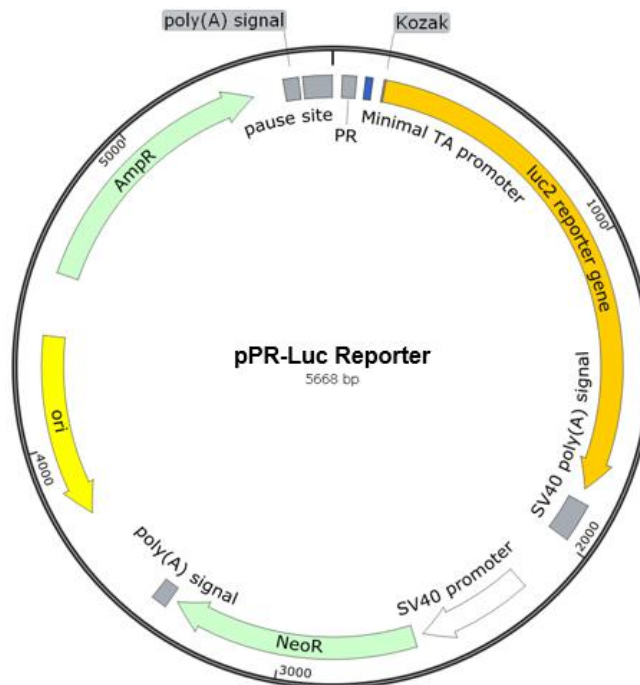 poly(A) signal
Kozak
pause site
PR
Minimal TA promoter
AmpR
luc2 reporter gene
5000
1000
pPR-Luc Reporter
5668 bp
ori
SV40 poly(A) signal
4000
2000
poly(A) signal
SV40 promoter
NeoR
3000